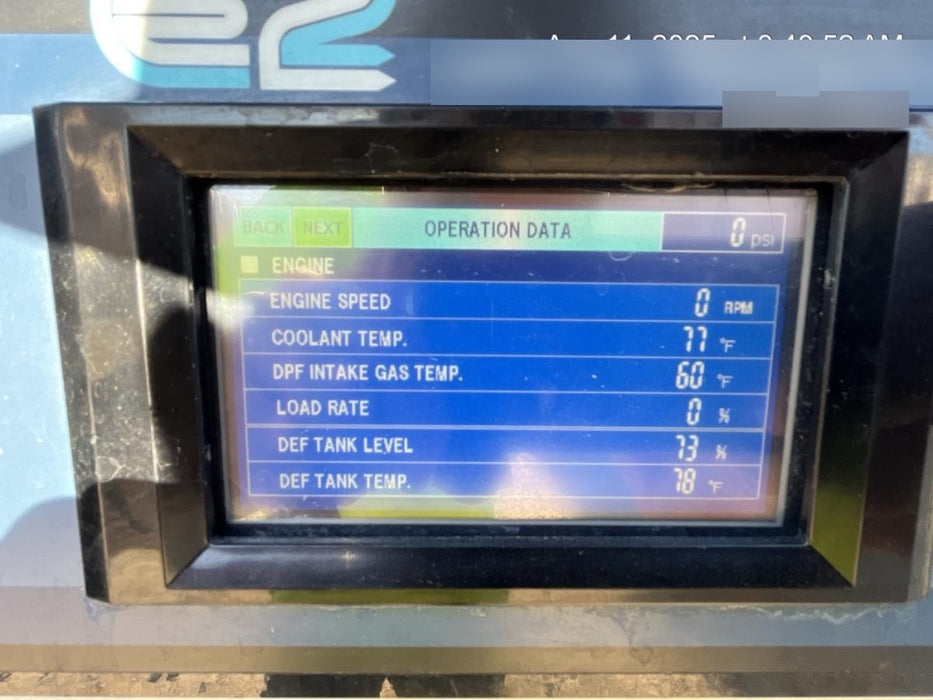 BACK NEXT OPERATION DATA 0 psi
ENGINE
ENGINE SPEED 0 RPM
COOLANT TEMP. 77 °F
DPF INTAKE GAS TEMP. 60 °F
LOAD RATE 0 %
DEF TANK LEVEL 73 %
DEF TANK TEMP. 78 °F